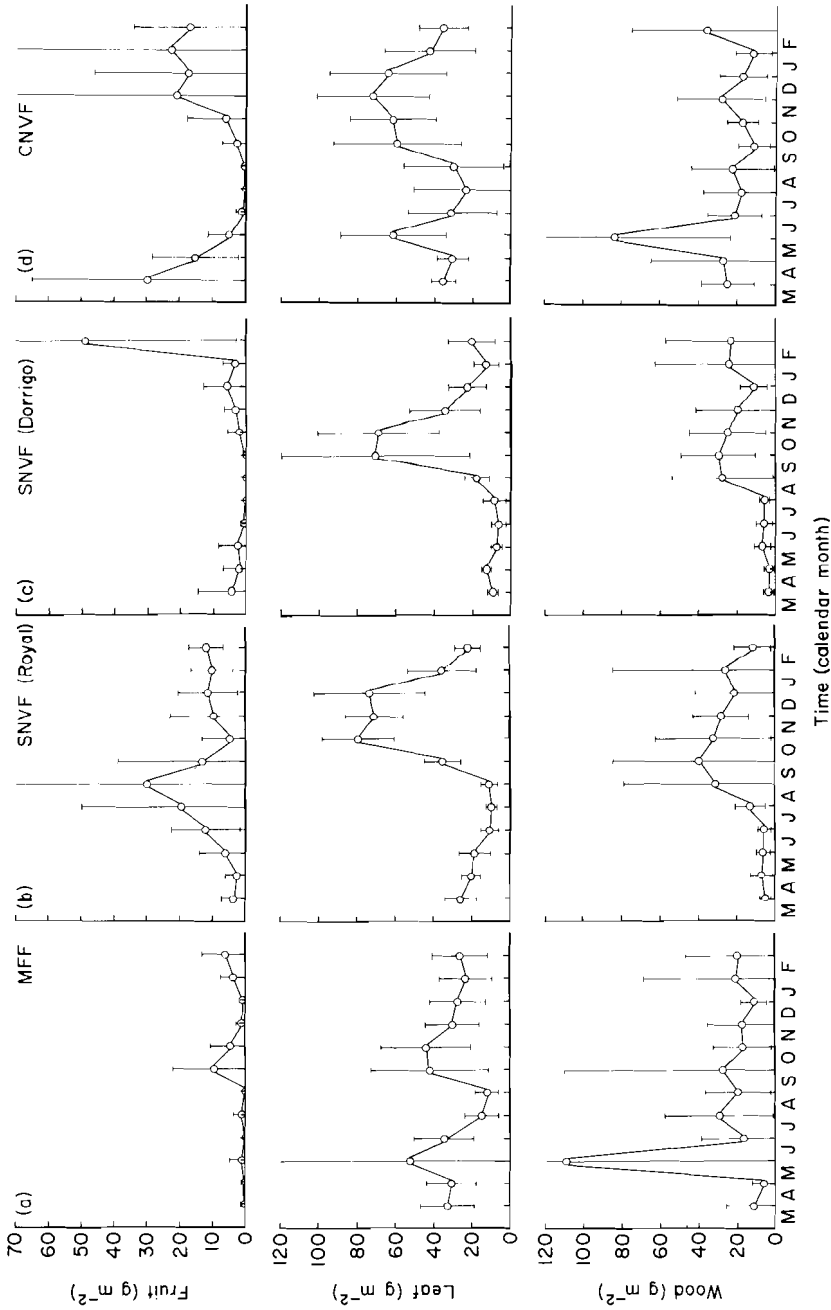 (a) MFF
(b) SNVF (Royal)
(c) SNVF (Dorrigo)
(d) CNVF
Fruit (g m⁻²)
70
60
50
40
30
20
10
0
Leaf (g m⁻²)
120
100
80
60
40
20
0
Wood (g m⁻²)
120
100
80
60
40
20
0
M A M J J A S O N D J F
M A M J J A S O N D J F
M A M J J A S O N D J F
M A M J J A S O N D J F
Time (calendar month)